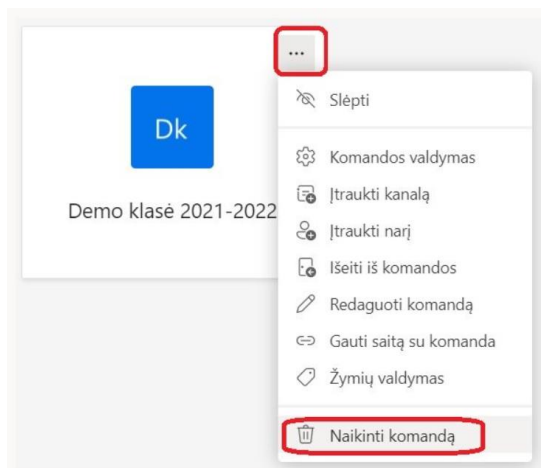 ...
Dk
Demo klasė 2021-2022
Slėpti
Komandos valdymas
Įtraukti kanalą
Įtraukti narį
Išeiti iš komandos
Redaguoti komandą
Gauti saitą su komanda
Žymių valdymas
Naikinti komandą